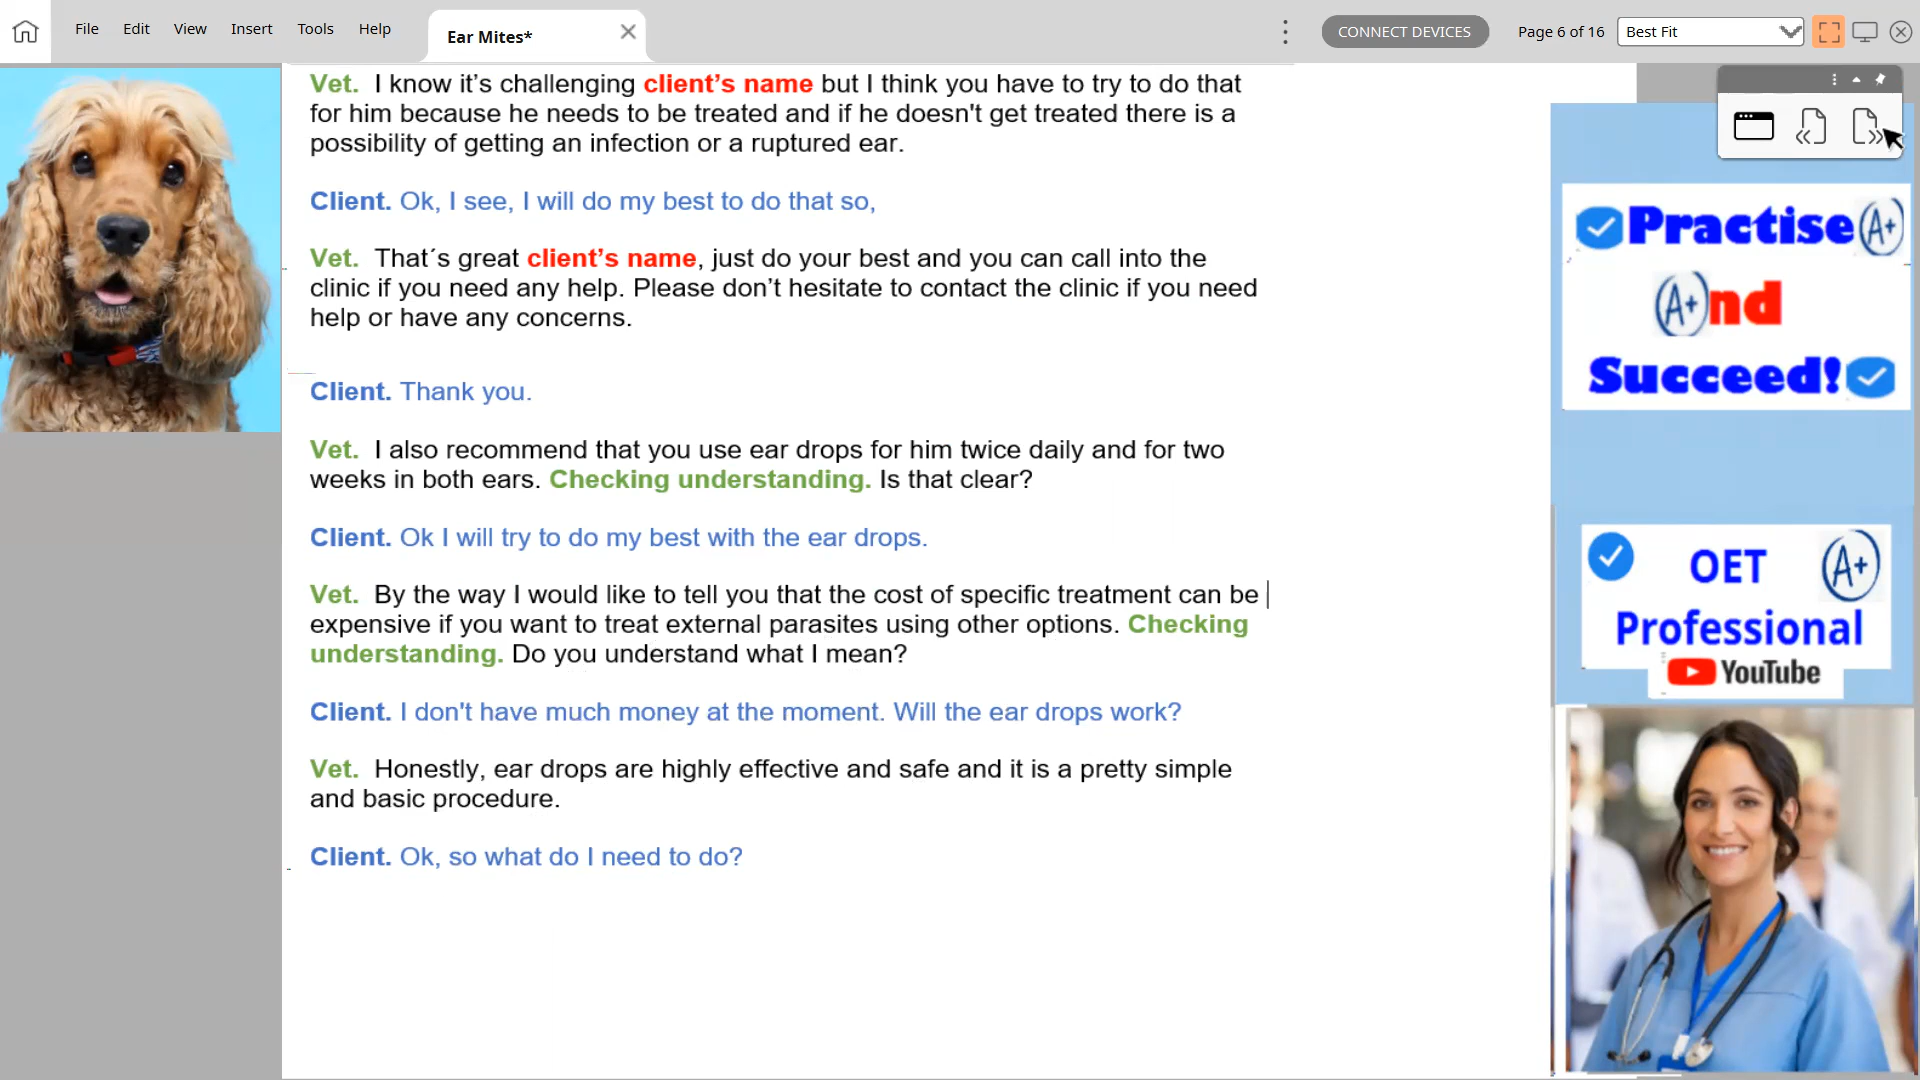 File Edit View Insert Tools Help
Ear Mites*
CONNECT DEVICES
Page 6 of 16
Best Fit
Vet. I know it’s challenging client’s name but I think you have to try to do that
for him because he needs to be treated and if he doesn't get treated there is a
possibility of getting an infection or a ruptured ear.
Client. Ok, I see, I will do my best to do that so,
Vet. That´s great client’s name, just do your best and you can call into the
clinic if you need any help. Please don’t hesitate to contact the clinic if you need
help or have any concerns.
Client. Thank you.
Vet. I also recommend that you use ear drops for him twice daily and for two
weeks in both ears. Checking understanding. Is that clear?
Client. Ok I will try to do my best with the ear drops.
Vet. By the way I would like to tell you that the cost of specific treatment can be
expensive if you want to treat external parasites using other options. Checking
understanding. Do you understand what I mean?
Client. I don't have much money at the moment. Will the ear drops work?
Vet. Honestly, ear drops are highly effective and safe and it is a pretty simple
and basic procedure.
Client. Ok, so what do I need to do?
Practise A+
A+nd
Succeed!
OET A+
Professional
YouTube